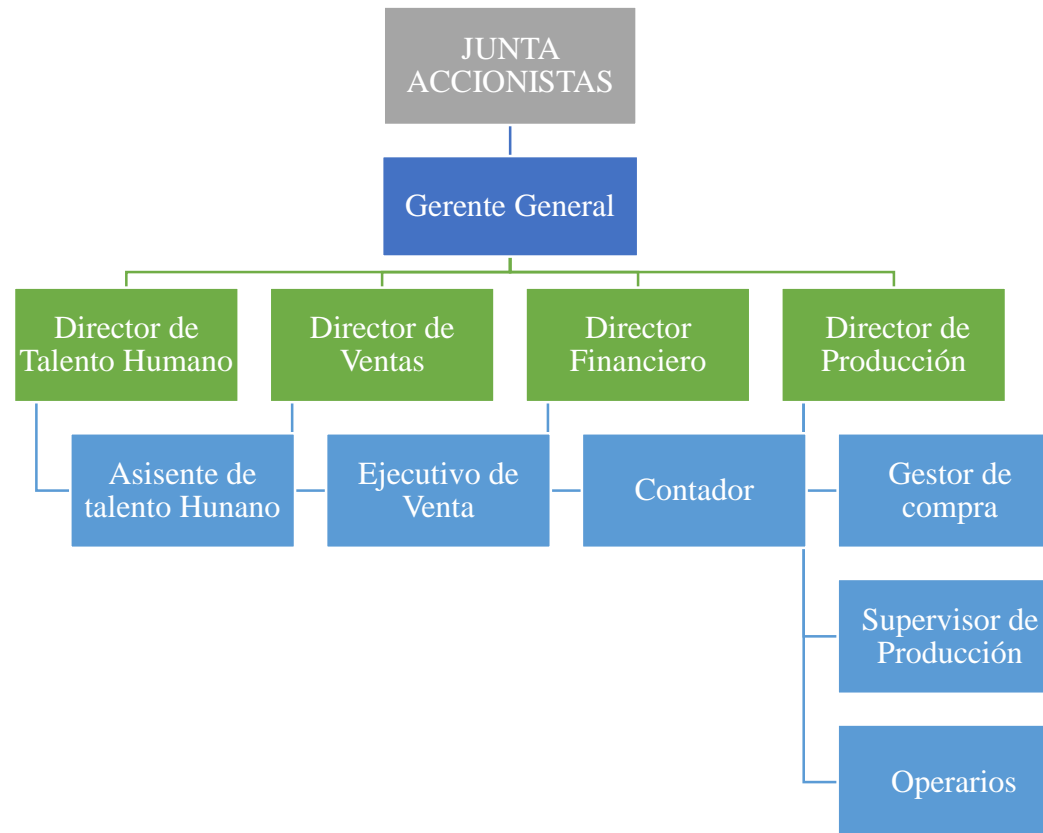 JUNTA
ACCIONISTAS
Gerente General
Director de
Talento Humano
Director de
Ventas
Director
Financiero
Director de
Producción
Asisente de
talento Hunano
Ejecutivo de
Venta
Contador
Gestor de
compra
Supervisor de
Producción
Operarios